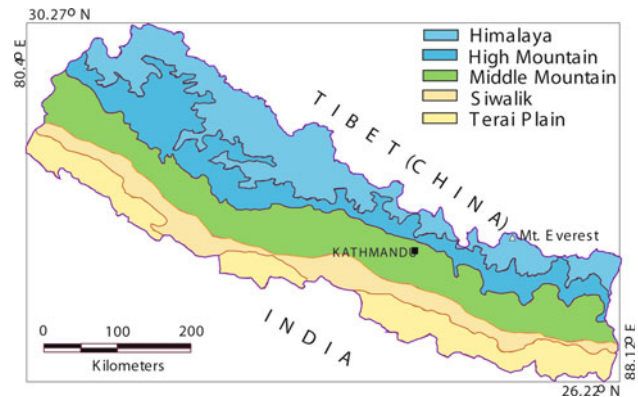 30.27° N
80.4° E
Himalaya
High Mountain
Middle Mountain
Siwalik
Terai Plain
TIBET (CHINA)
Mt. Everest
KATHMANDU
INDIA
0 100 200
Kilometers
88.12° E
26.22° N